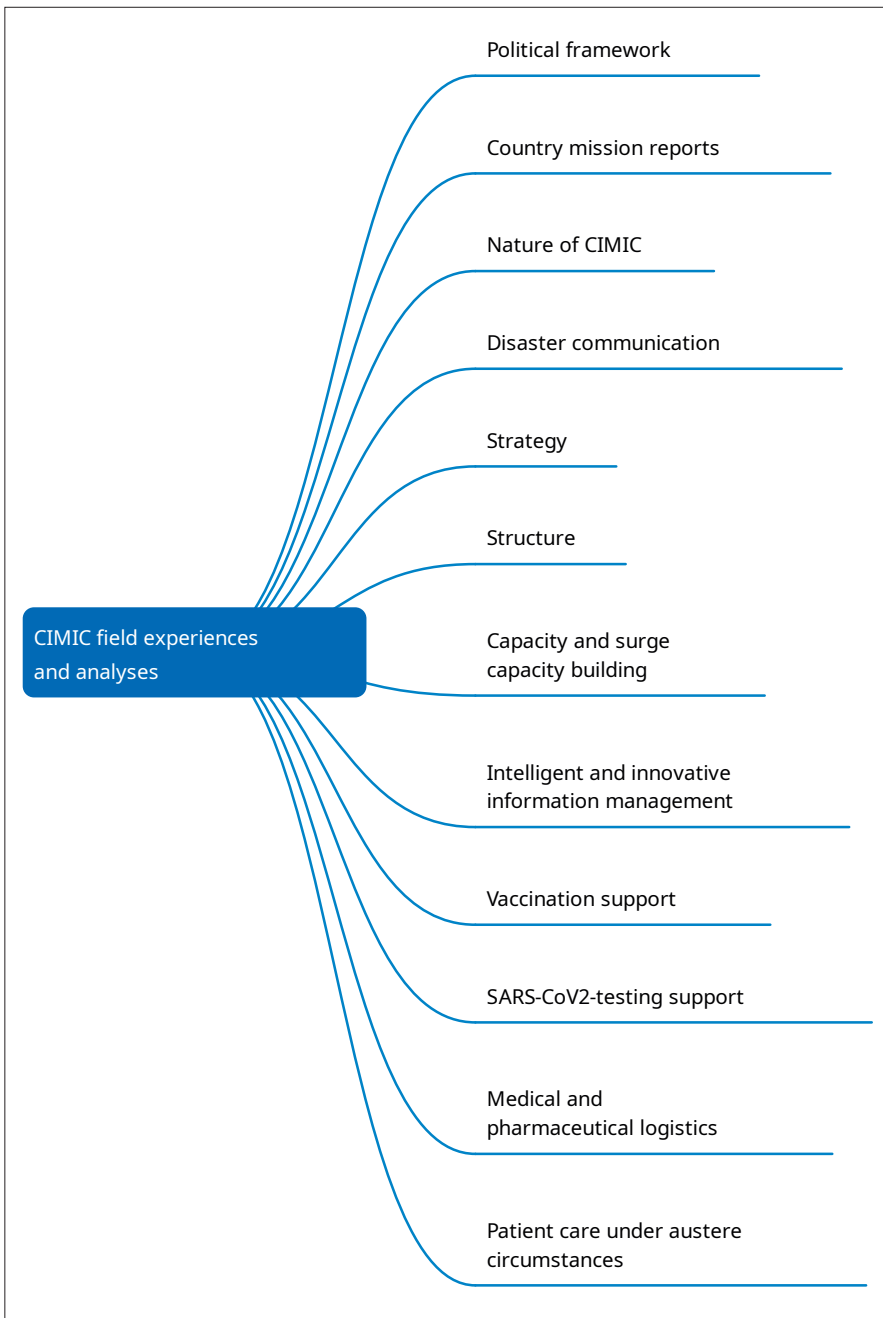 Political framework
Country mission reports
Nature of CIMIC
Disaster communication
Strategy
Structure
CIMIC field experiences
and analyses
Capacity and surge
capacity building
Intelligent and innovative
information management
Vaccination support
SARS-CoV2-testing support
Medical and
pharmaceutical logistics
Patient care under austere
circumstances